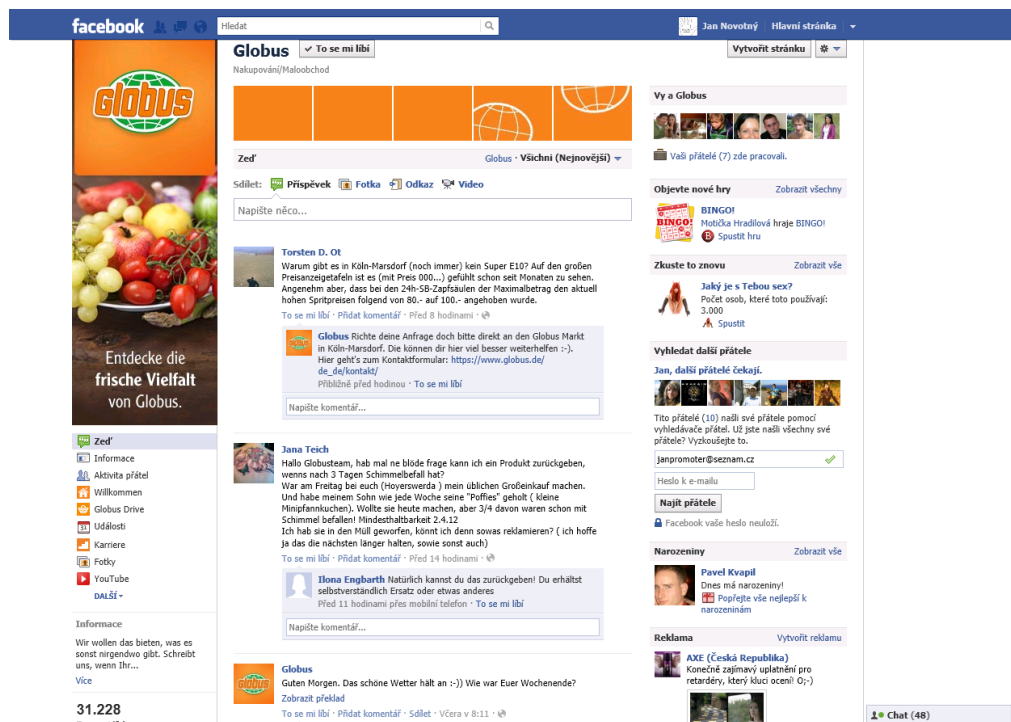 facebook
Hledat
Jan Novotný
Hlavní stránka
GLOBUS
Entdecke die
frische Vielfalt
von Globus.
Zeď
Informace
Aktivita přátel
Willkommen
Globus Drive
Události
Karriere
Fotky
YouTube
DALŠÍ
Informace
Wir wollen das bieten, was es
sonst nirgendwo gibt. Schreibt
uns, wenn Ihr...
Více
31.228
Globus
To se mi líbí
Nakupování/Maloobchod
Zeď
Globus · Všichni (Nejnovější)
Sdílet: Příspěvek Fotka Odkaz Video
Napište něco...
Torsten D. Ot
Warum gibt es in Köln-Marsdorf (noch immer) kein Super E10? Auf den großen
Preisanzeigetafeln ist es (mit Preis 000...) gefühlt schon seit Monaten zu sehen.
Angenehm aber, dass bei den 24h-SB-Zapfsäulen der Maximalbetrag den aktuell
hohen Spritpreisen folgend von 80.- auf 100.- angehoben wurde.
To se mi líbí · Přidat komentář · Před 8 hodinami ·
Globus Richte deine Anfrage doch bitte direkt an den Globus Markt
in Köln-Marsdorf. Die können dir hier viel besser weiterhelfen :-).
Hier geht's zum Kontaktformular: https://www.globus.de/
de_de/kontakt/
Přibližně před hodinou · To se mi líbí
Napište komentář...
Jana Teich
Hallo Globusteam, hab mal ne blöde frage kann ich ein Produkt zurückgeben,
wenns nach 3 Tagen Schimmelbefall hat?
War am Freitag bei euch (Hoyerswerda ) mein üblichen Großeinkauf machen.
Und habe meinem Sohn wie jede Woche seine "Poffies" geholt ( kleine
Minipfannkuchen). Wollte sie heute machen, aber 3/4 davon waren schon mit
Schimmel befallen! Mindesthaltbarkeit 2.4.12
Ich hab sie in den Müll geworfen, könnt ich denn sowas reklamieren? ( ich hoffe
ja das die nächsten länger halten, sowie sonst auch)
To se mi líbí · Přidat komentář · Před 14 hodinami ·
Ilona Engbarth Natürlich kannst du das zurückgeben! Du erhältst
selbstverständlich Ersatz oder etwas anderes
Před 11 hodinami přes mobilní telefon · To se mi líbí
Napište komentář...
Globus
Guten Morgen. Das schöne Wetter hält an :-)) Wie war Euer Wochenende?
Zobrazit překlad
To se mi líbí · Přidat komentář · Sdílet · Včera v 8:11 ·
Vytvořit stránku
Vy a Globus
Vaši přátelé (7) zde pracovali.
Objevte nové hry
Zobrazit všechny
BINGO!
BINGO!
Motička Hradilová hraje BINGO!
Spustit hru
Zkuste to znovu
Zobrazit vše
Jaký je s Tebou sex?
Počet osob, které toto používají:
3.000
Spustit
Vyhledat další přátele
Jan, další přátelé čekají.
Tito přátelé (10) našli své přátele pomocí
vyhledávače přátel. Už jste našli všechny své
přátele? Vyzkoušejte to.
janpromoter@seznam.cz
Heslo k e-mailu
Najít přátele
Facebook vaše heslo neuloží.
Narozeniny
Zobrazit vše
Pavel Kvapil
Dnes má narozeniny!
Popřejte vše nejlepší k
narozeninám
Reklama
Vytvořit reklamu
AXE (Česká Republika)
Konečně zajímavý uplatnění pro
retardéry, který kluci ocení! O;-)
Chat (48)